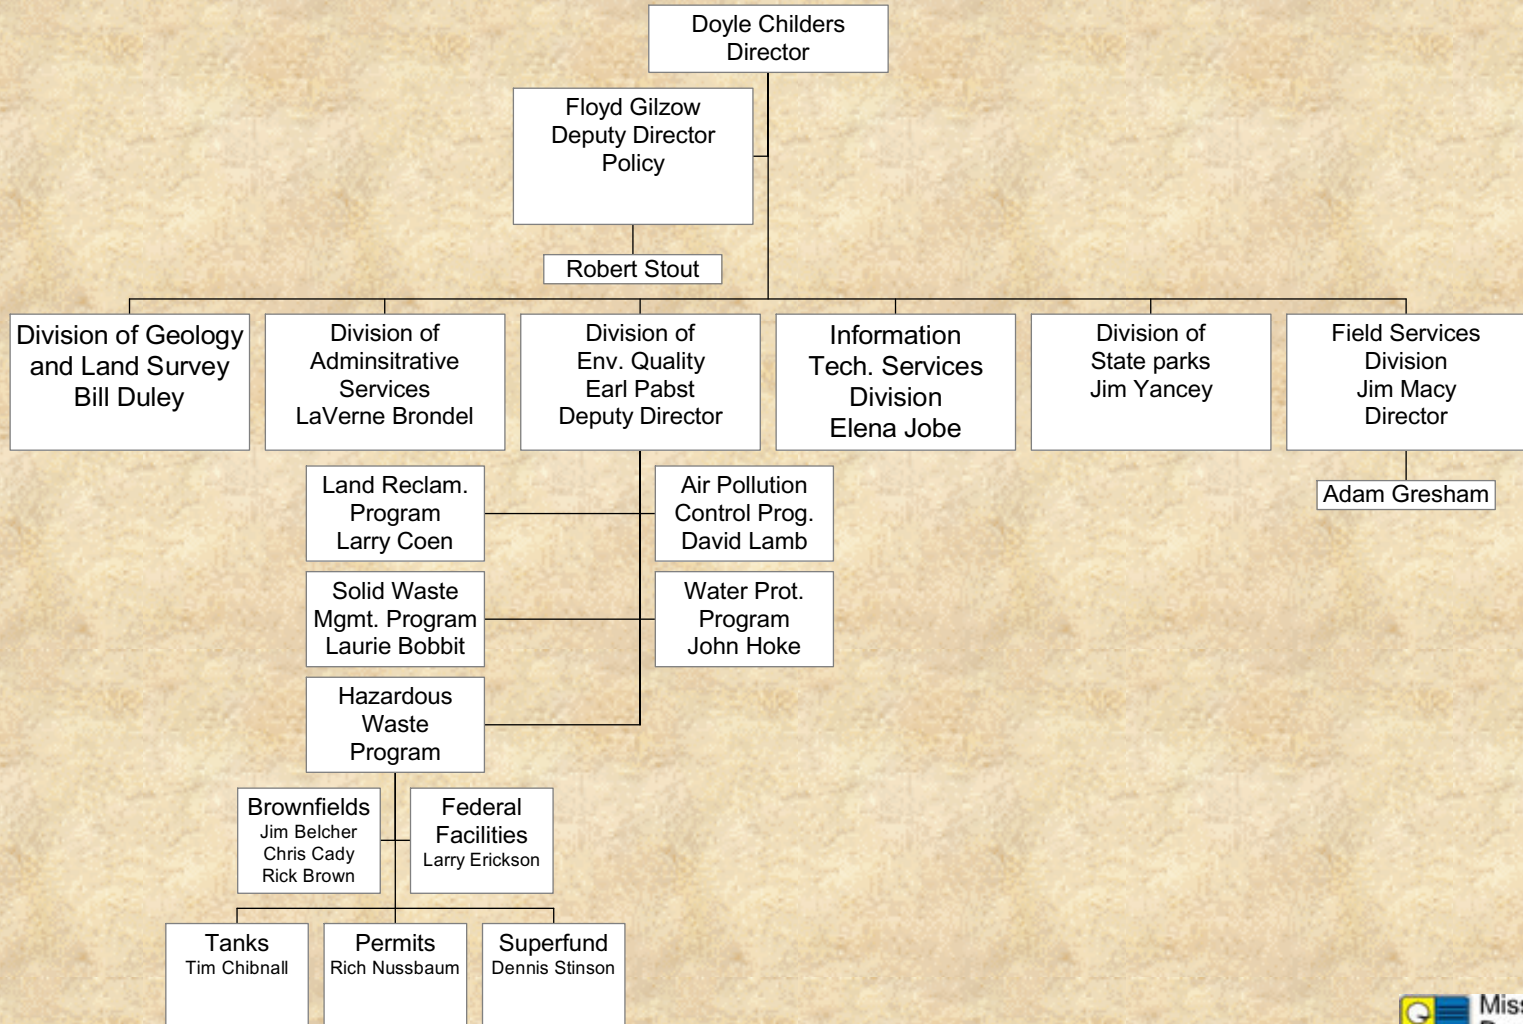 Doyle Childers
Director
Floyd Gilzow
Deputy Director
Policy
Robert Stout
Division of Geology
and Land Survey
Bill Duley
Division of
Adminsitrative
Services
LaVerne Brondel
Division of
Env. Quality
Earl Pabst
Deputy Director
Information
Tech. Services
Division
Elena Jobe
Division of
State parks
Jim Yancey
Field Services
Division
Jim Macy
Director
Adam Gresham
Land Reclam.
Program
Larry Coen
Air Pollution
Control Prog.
David Lamb
Solid Waste
Mgmt. Program
Laurie Bobbit
Water Prot.
Program
John Hoke
Hazardous
Waste
Program
Brownfields
Jim Belcher
Chris Cady
Rick Brown
Federal
Facilities
Larry Erickson
Tanks
Tim Chibnall
Permits
Rich Nussbaum
Superfund
Dennis Stinson
Miss